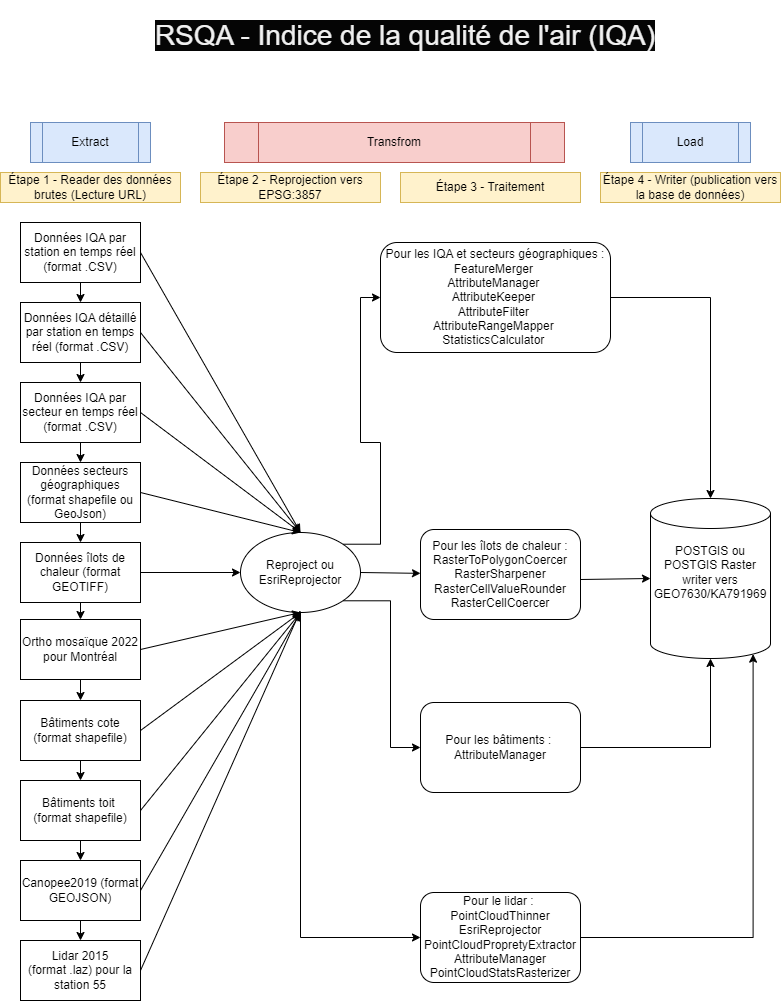 RSQA - Indice de la qualité de l'air (IQA)
Extract
Transfrom
Load
Étape 1 - Reader des données
brutes (Lecture URL)
Étape 2 - Reprojection vers
EPSG:3857
Étape 3 - Traitement
Étape 4 - Writer (publication vers
la base de données)
Données IQA par
station en temps réel
(format .CSV)
Données IQA détaillé
par station en temps
réel (format .CSV)
Données IQA par
secteur en temps réel
(format .CSV)
Données secteurs
géographiques
(format shapefile ou
GeoJson)
Données îlots de
chaleur (format
GEOTIFF)
Ortho mosaïque 2022
pour Montréal
Bâtiments cote
(format shapefile)
Bâtiments toit
(format shapefile)
Canopee2019 (format
GEOJSON)
Lidar 2015
(format .laz) pour la
station 55
Reproject ou
EsriReprojector
Pour les IQA et secteurs géographiques :
FeatureMerger
AttributeManager
AttributeKeeper
AttributeFilter
AttributeRangeMapper
StatisticsCalculator
Pour les îlots de chaleur :
RasterToPolygonCoercer
RasterSharpener
RasterCellValueRounder
RasterCellCoercer
Pour les bâtiments :
AttributeManager
Pour le lidar :
PointCloudThinner
EsriReprojector
PointCloudPropretyExtractor
AttributeManager
PointCloudStatsRasterizer
POSTGIS ou
POSTGIS Raster
writer vers
GEO7630/KA791969